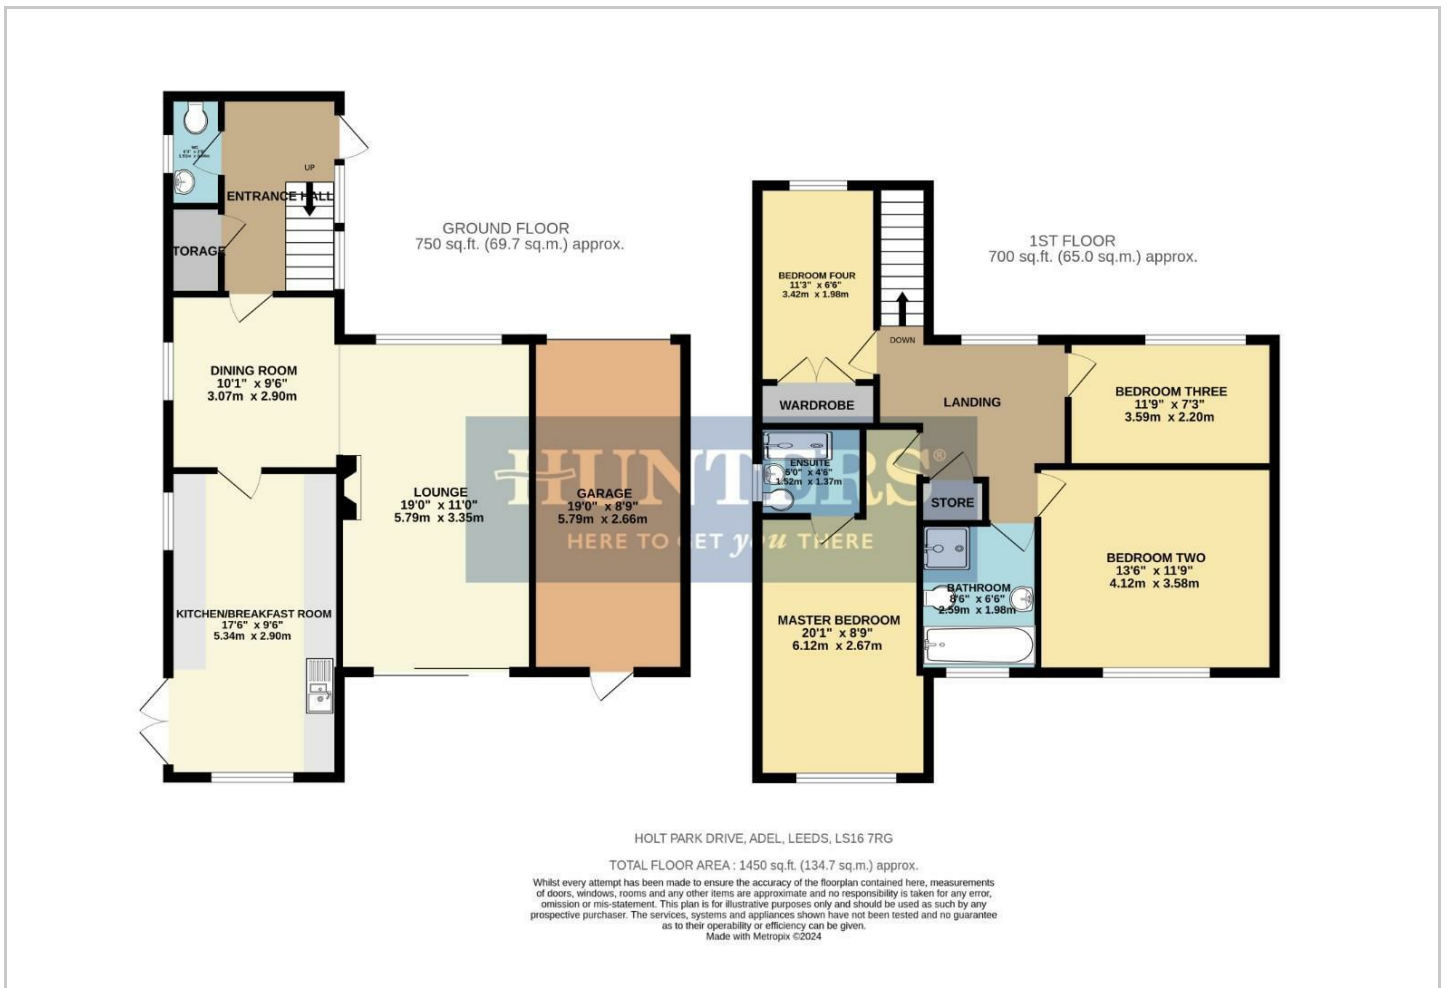 GROUND FLOOR
750 sq.ft. (69.7 sq.m.) approx.
WC
UP
ENTRANCE HALL
TORAGE
DINING ROOM
10'1" x 9'6"
3.07m x 2.90m
LOUNGE
19'0" x 11'0"
5.79m x 3.35m
GARAGE
19'0" x 8'9"
5.79m x 2.66m
KITCHEN/BREAKFAST ROOM
17'6" x 9'6"
5.34m x 2.90m
1ST FLOOR
700 sq.ft. (65.0 sq.m.) approx.
BEDROOM FOUR
11'3" x 6'6"
3.42m x 1.98m
DOWN
WARDROBE
LANDING
BEDROOM THREE
11'9" x 7'3"
3.59m x 2.20m
ENSUITE
5'0" x 4'6"
1.52m x 1.37m
STORE
BEDROOM TWO
13'6" x 11'9"
4.12m x 3.58m
BATHROOM
8'6" x 6'6"
2.59m x 1.98m
MASTER BEDROOM
20'1" x 8'9"
6.12m x 2.67m
HUNTERS®
HERE TO GET you THERE
HOLT PARK DRIVE, ADEL, LEEDS, LS16 7RG
TOTAL FLOOR AREA : 1450 sq.ft. (134.7 sq.m.) approx.
Whilst every attempt has been made to ensure the accuracy of the floorplan contained here, measurements
of doors, windows, rooms and any other items are approximate and no responsibility is taken for any error,
omission or mis-statement. This plan is for illustrative purposes only and should be used as such by any
prospective purchaser. The services, systems and appliances shown have not been tested and no guarantee
as to their operability or efficiency can be given.
Made with Metropix ©2024